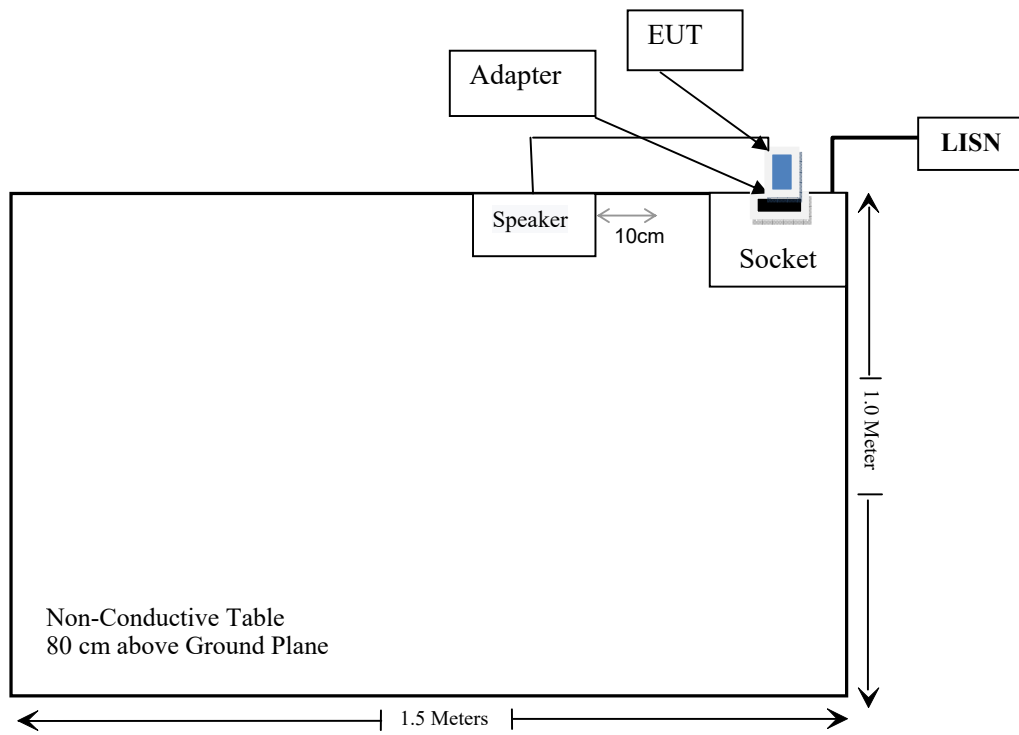 EUT
Adapter
LISN
Speaker
10cm
Socket
1.0 Meter
Non-Conductive Table
80 cm above Ground Plane
1.5 Meters